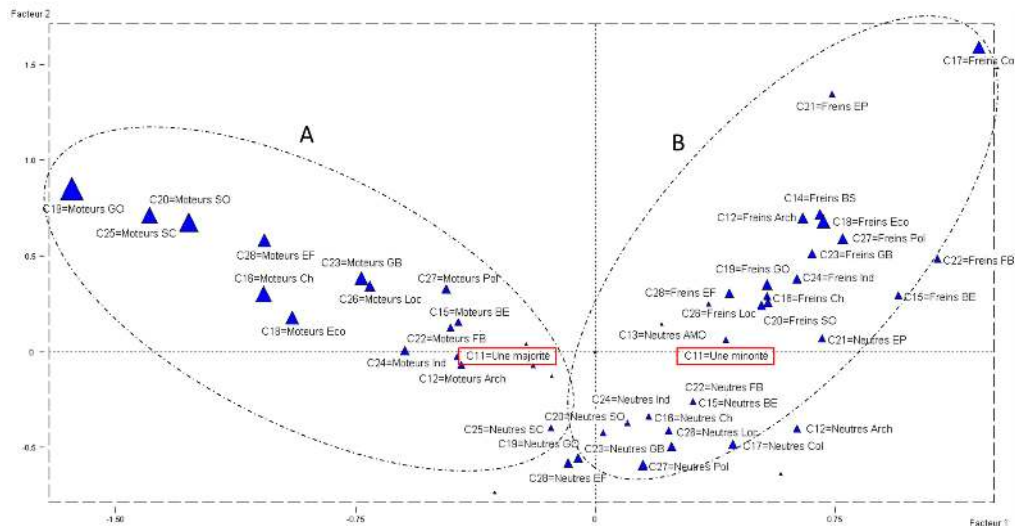 Facteur 2
C17=Freins Co
1.5
C21=Freins EP
A
B
1.0
C20=Moteurs SO
C19=Moteurs GO
C25=Moteurs SC
C14=Freins BS
C12=Freins Arch
C18=Freins Eco
C27=Freins Pol
C28=Moteurs EF
C23=Moteurs GB
C23=Freins GB
C22=Freins FB
0.5
C27=Moteurs Pol
C19=Freins GO
C24=Freins Ind
C16=Moteurs Ch
C26=Moteurs Loc
C28=Freins EF
C16=Freins Ch
C15=Freins BE
C15=Moteurs BE
C26=Freins Loc
C20=Freins SO
C18=Moteurs Eco
C22=Moteurs FB
C13=Neutres AMO
C21=Neutres EP
0
C24=Moteurs Ind
C11=Une majorité
C11=Une minorité
C12=Moteurs Arch
C22=Neutres FB
C24=Neutres Ind
C15=Neutres BE
C20=Neutres SO
C16=Neutres Ch
C25=Neutres SC
C26=Neutres Loc
C12=Neutres Arch
C19=Neutres GO
C23=Neutres GB
C17=Neutres Col
-0.5
C28=Neutres EF
C27=Neutres Pol
-1.50
-0.75
0
0.75
Facteur 1